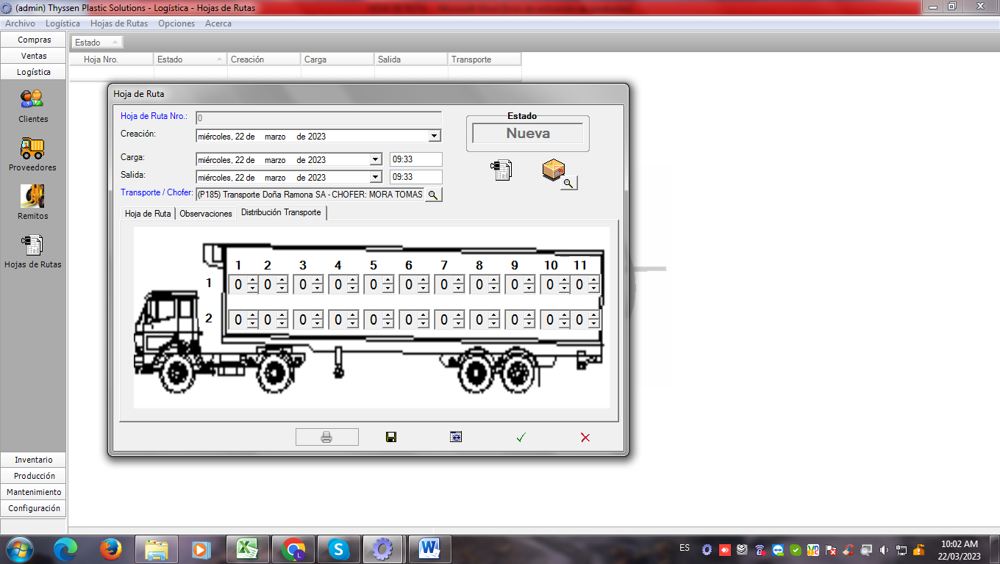 (admin) Thyssen Plastic Solutions - Logística - Hojas de Rutas
Archivo Logística Hojas de Rutas Opciones Acerca
Compras
Ventas
Logística
Clientes
Proveedores
Remitos
Hojas de Rutas
Inventario
Producción
Mantenimiento
Configuración
Estado
Hoja Nro. Estado Creación Carga Salida Transporte
Hoja de Ruta
Hoja de Ruta Nro.: 0
Creación: miércoles, 22 de marzo de 2023
Carga: miércoles, 22 de marzo de 2023 09:33
Salida: miércoles, 22 de marzo de 2023 09:33
Transporte / Chofer: (P185) Transporte Doña Ramona SA - CHOFER: MORA TOMAS
Estado
Nueva
Hoja de Ruta Observaciones Distribución Transporte
1 2 3 4 5 6 7 8 9 10 11
1 0 0 0 0 0 0 0 0 0 0 0
2 0 0 0 0 0 0 0 0 0 0 0
ES
10:02 AM
22/03/2023